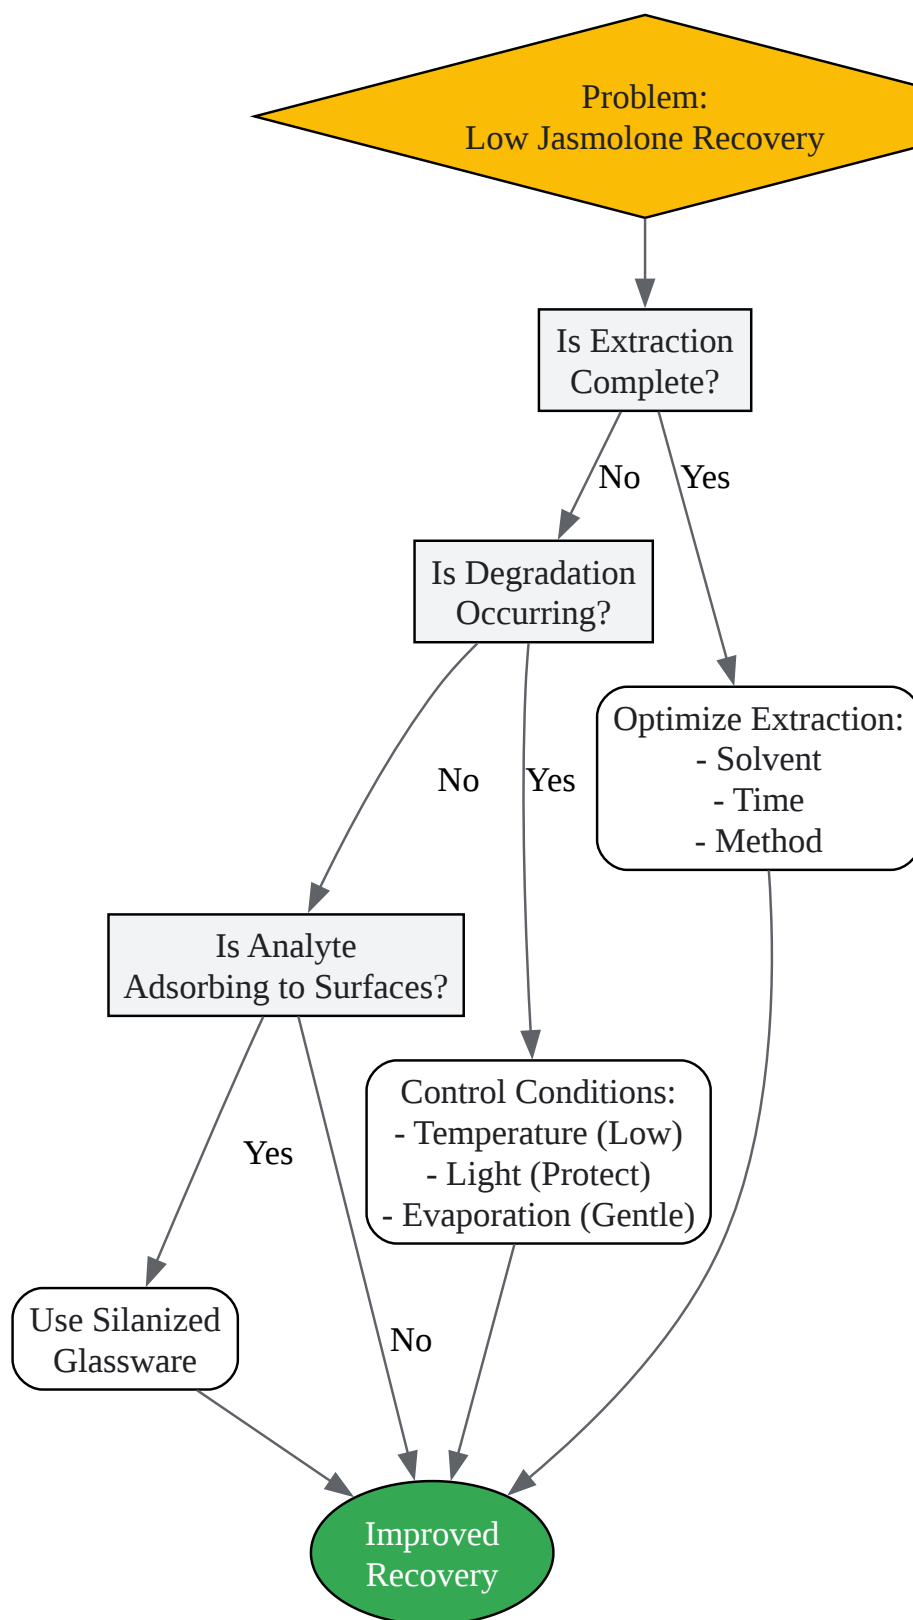 Problem:
Low Jasmolone Recovery
Is Extraction
Complete?
No
Yes
Is Degradation
Occurring?
Optimize Extraction:
- Solvent
- Time
- Method
No
Yes
Is Analyte
Adsorbing to Surfaces?
Control Conditions:
- Temperature (Low)
- Light (Protect)
- Evaporation (Gentle)
Yes
Use Silanized
Glassware
No
Improved
Recovery